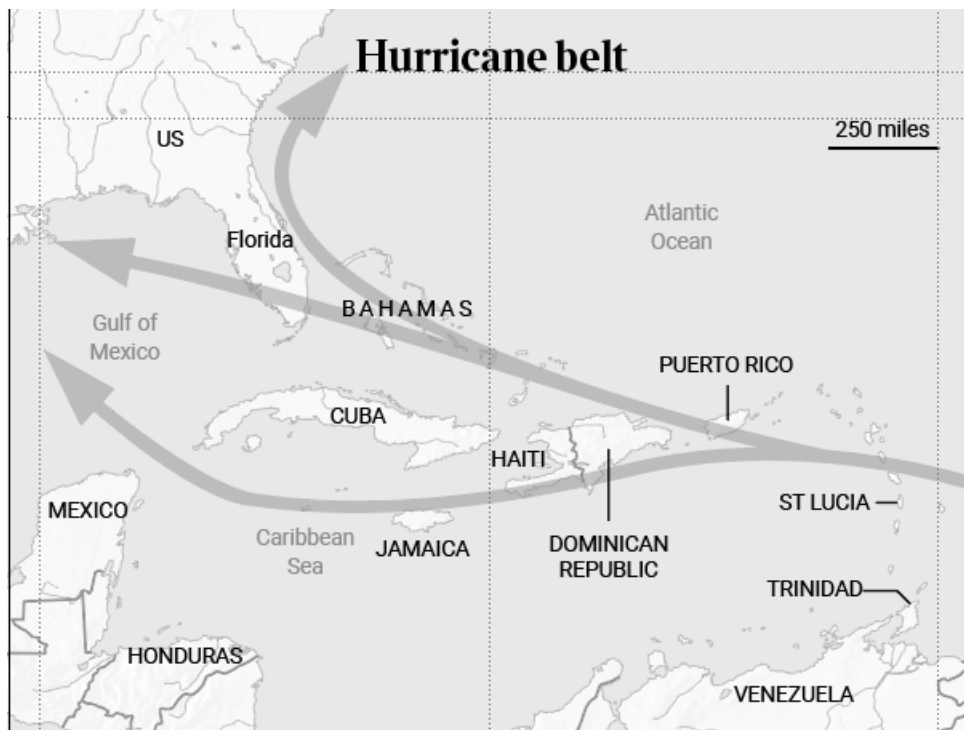 Hurricane belt
250 miles
US
Atlantic
Ocean
Florida
BAHAMAS
Gulf of
Mexico
PUERTO RICO
CUBA
HAITI
MEXICO
ST LUCIA
Caribbean
Sea
JAMAICA
DOMINICAN
REPUBLIC
TRINIDAD
HONDURAS
VENEZUELA